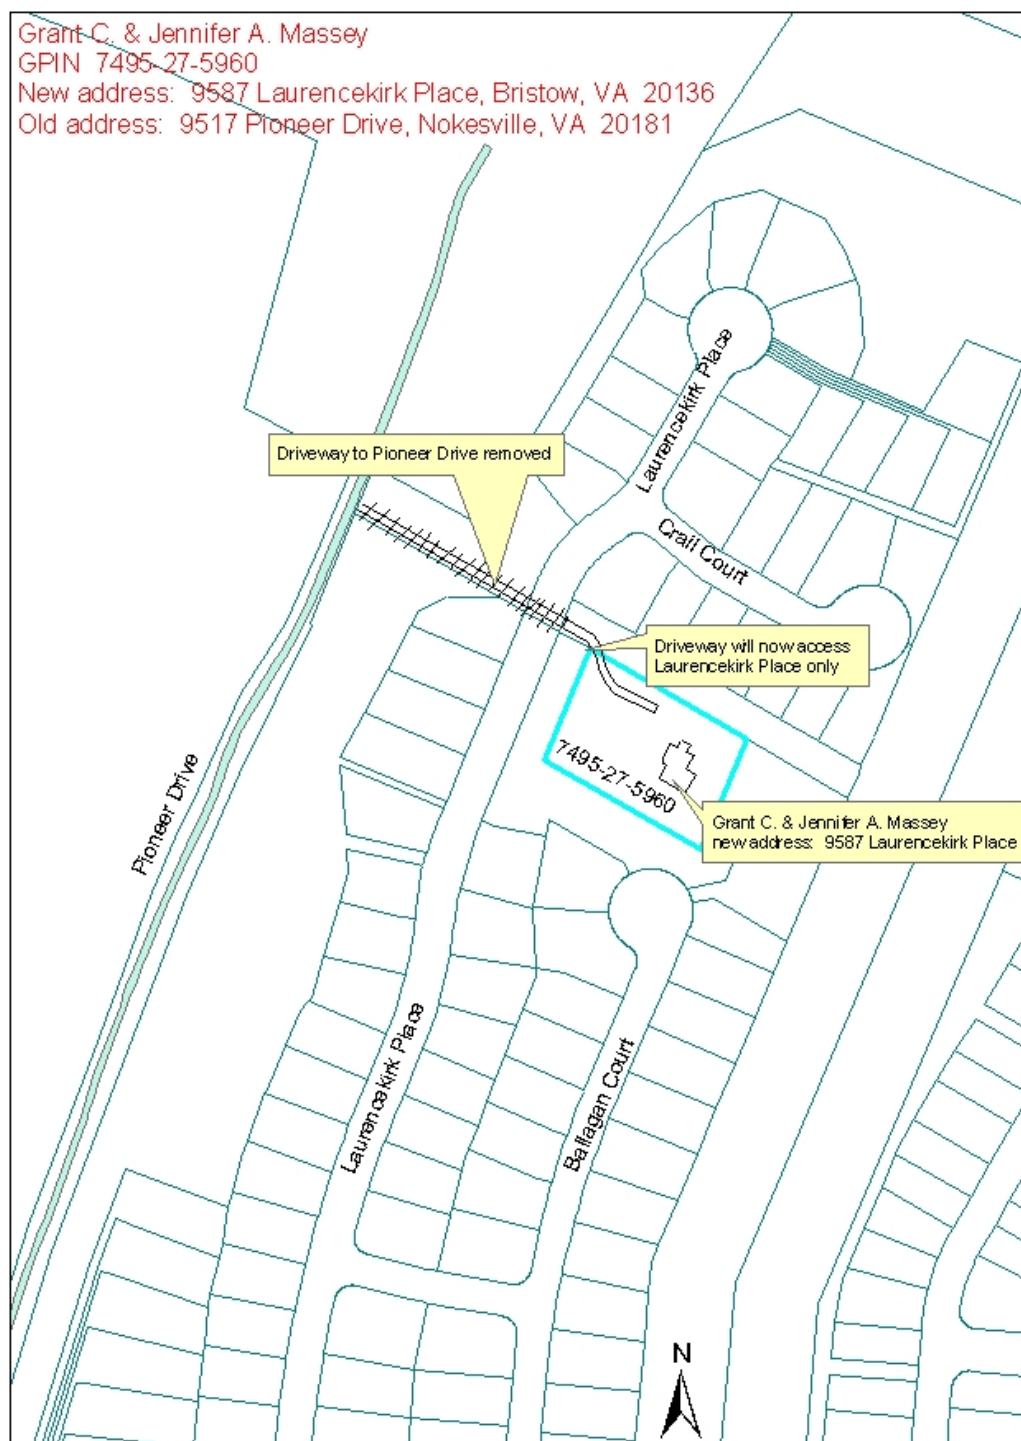 Grant C. & Jennifer A. Massey
GPIN 7495-27-5960
New address: 9587 Laurencekirk Place, Bristow, VA 20136
Old address: 9517 Pioneer Drive, Nokesville, VA 20181
Laurencekirk Place
Driveway to Pioneer Drive removed
Crail Court
Driveway will now access
Laurencekirk Place only
7495-27-5960
Pioneer Drive
Grant C. & Jennifer A. Massey
new address: 9587 Laurencekirk Place
Laurencekirk Place
Ballagan Court
N